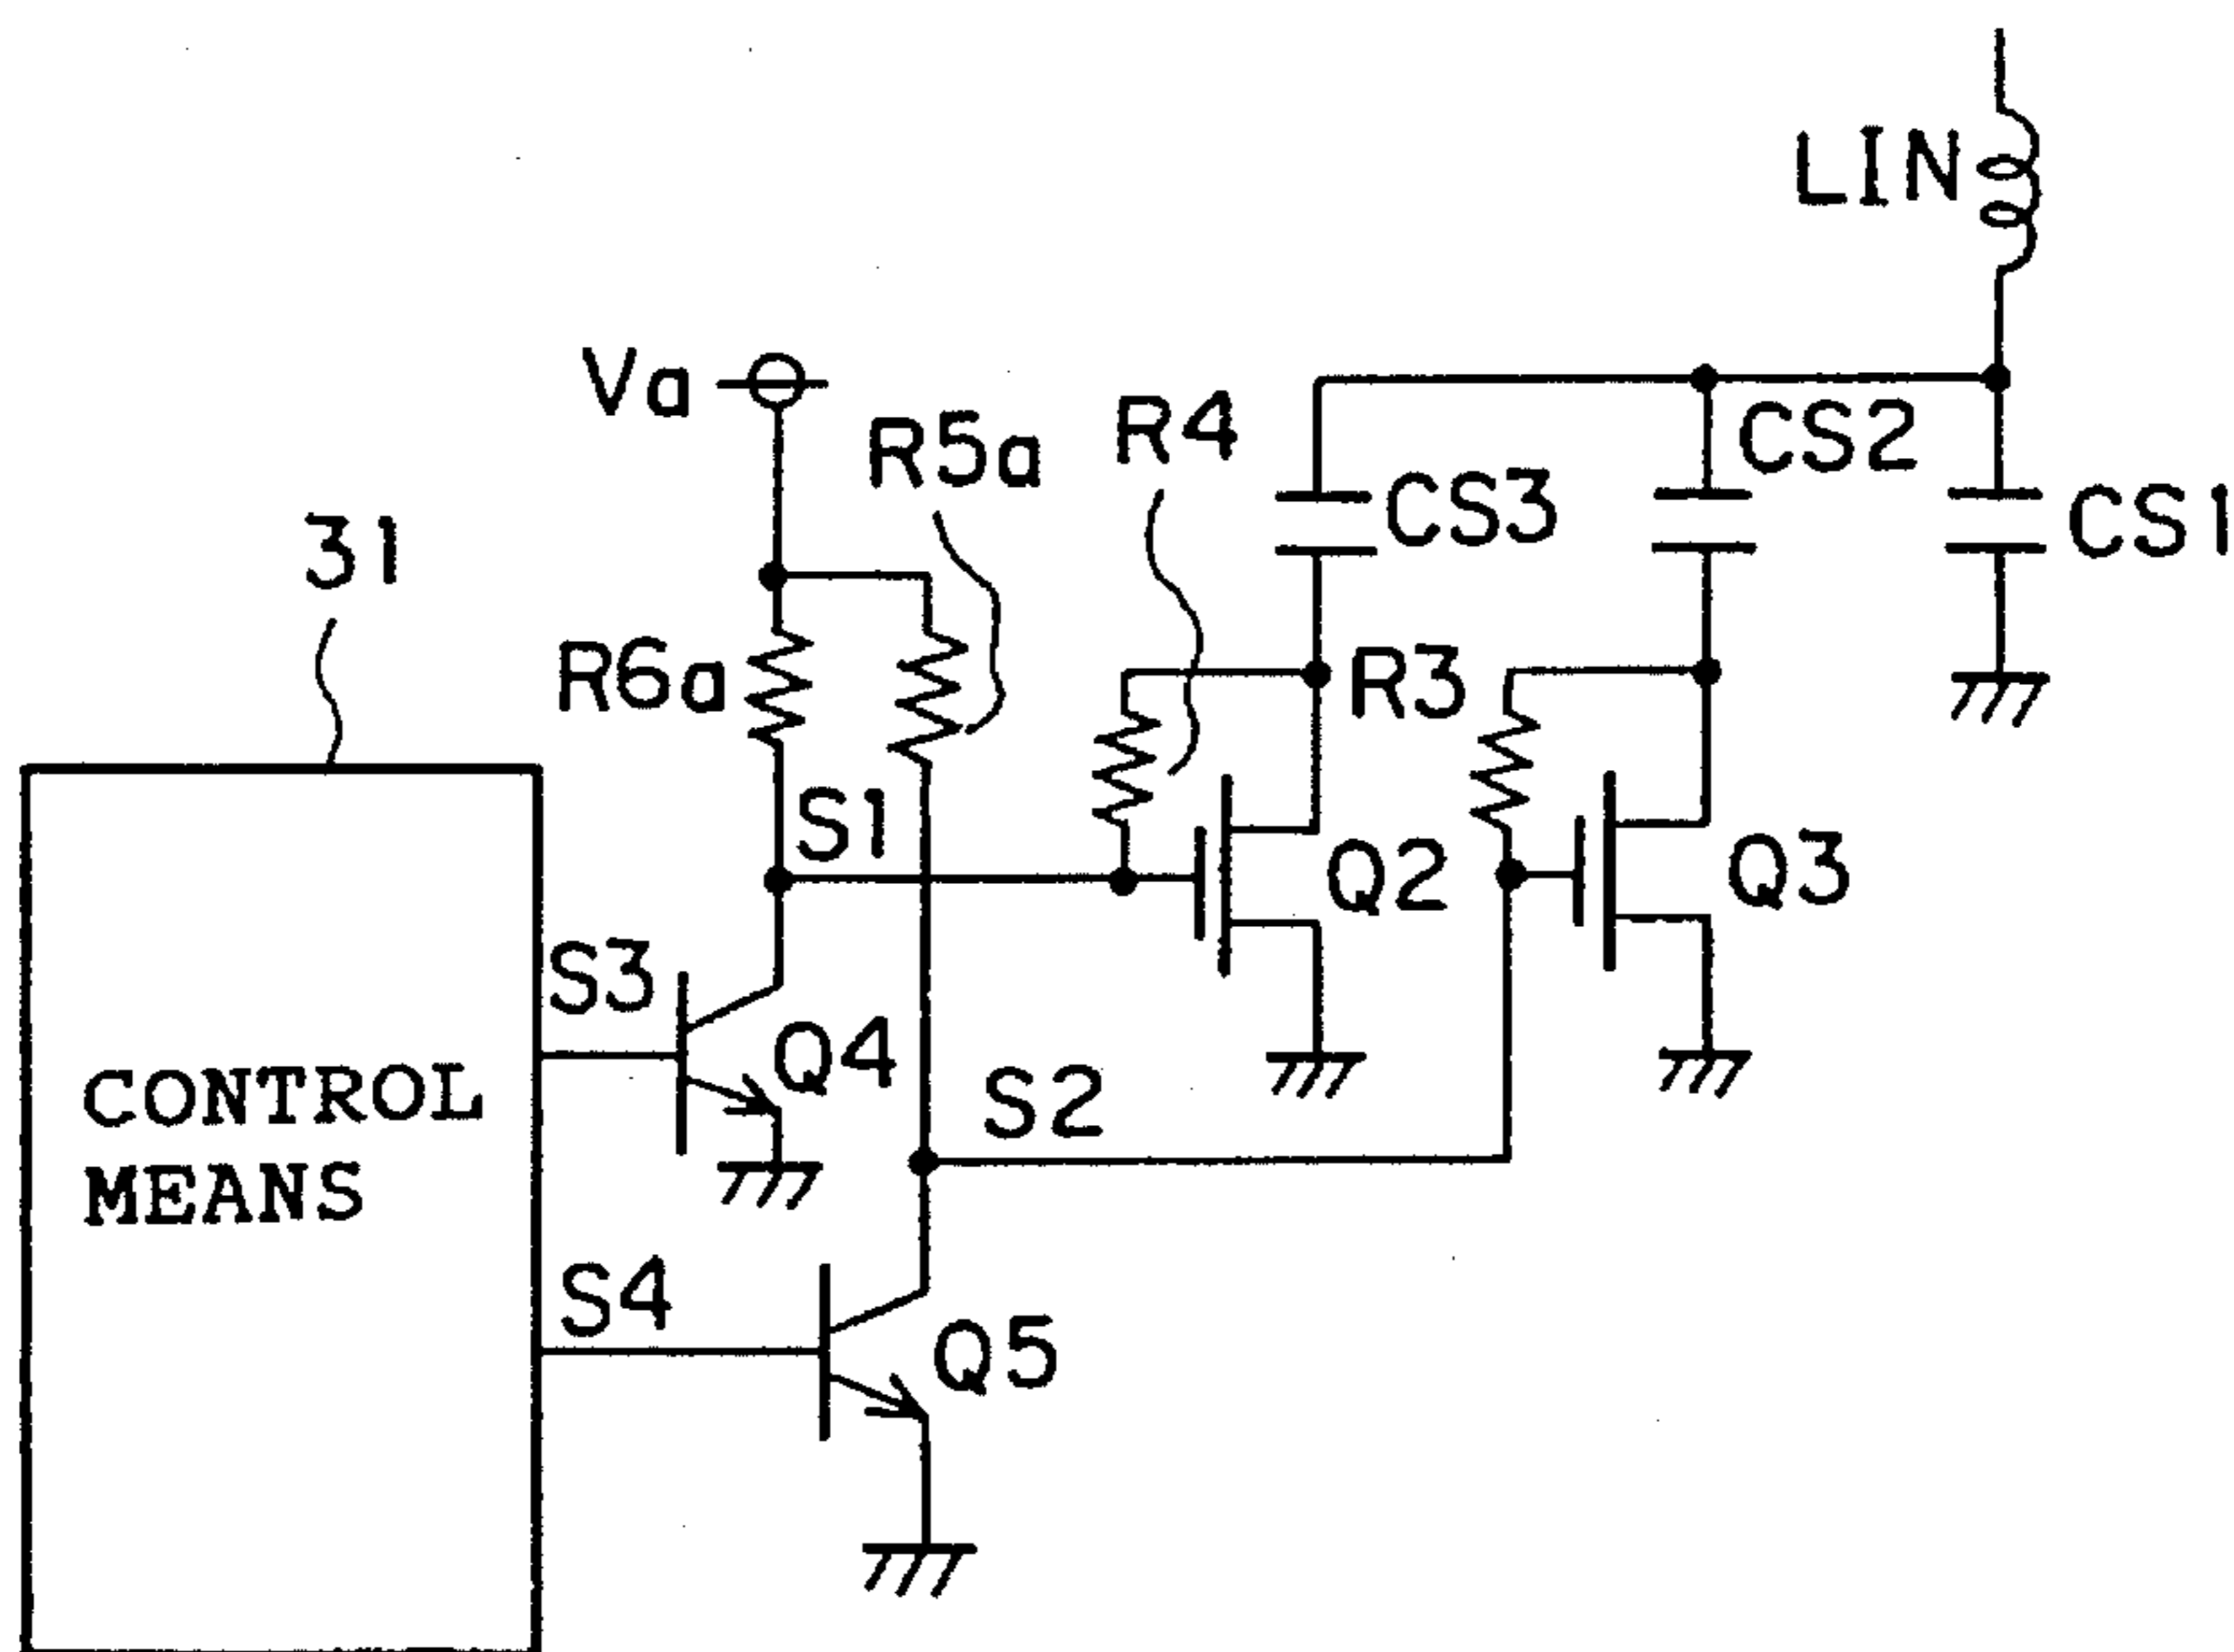 LIN
Va
R5a
R4
CS2
CS3
CS1
31
R6a
R3
S1
Q2
Q3
S3
Q4
CONTROL
MEANS
S2
S4
Q5